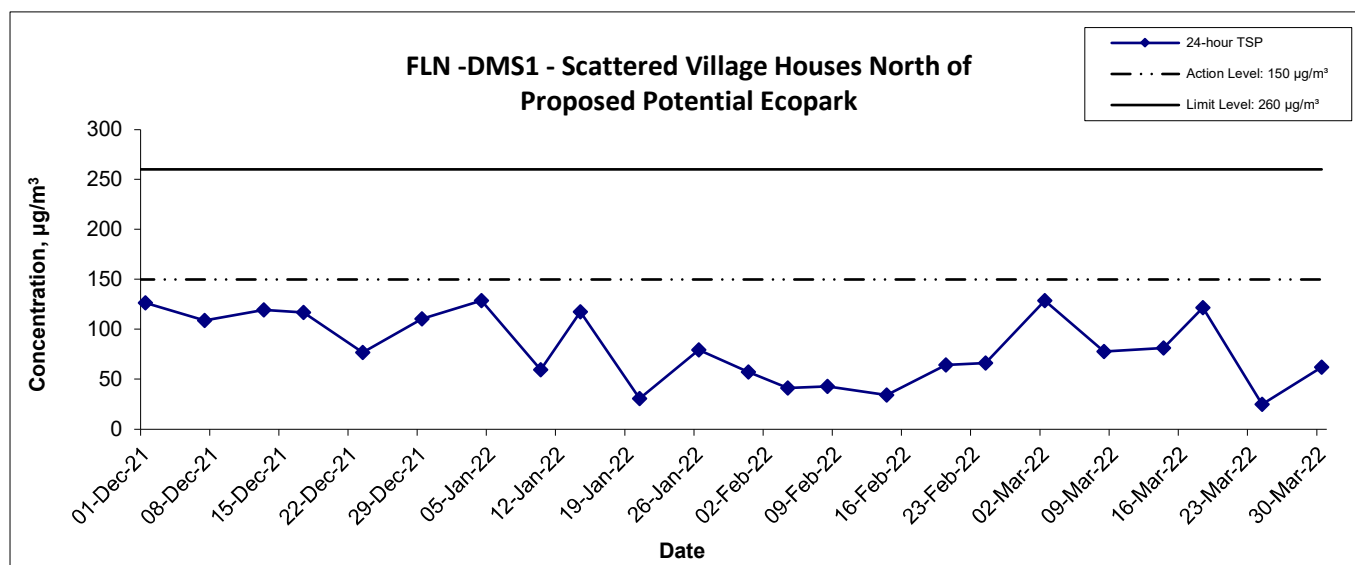 FLN -DMS1 - Scattered Village Houses North of
Proposed Potential Ecopark
24-hour TSP
Action Level: 150 µg/m³
Limit Level: 260 µg/m³
Concentration, µg/m³
300
250
200
150
100
50
0
01-Dec-21
08-Dec-21
15-Dec-21
22-Dec-21
29-Dec-21
05-Jan-22
12-Jan-22
19-Jan-22
26-Jan-22
02-Feb-22
09-Feb-22
16-Feb-22
23-Feb-22
02-Mar-22
09-Mar-22
16-Mar-22
23-Mar-22
30-Mar-22
Date